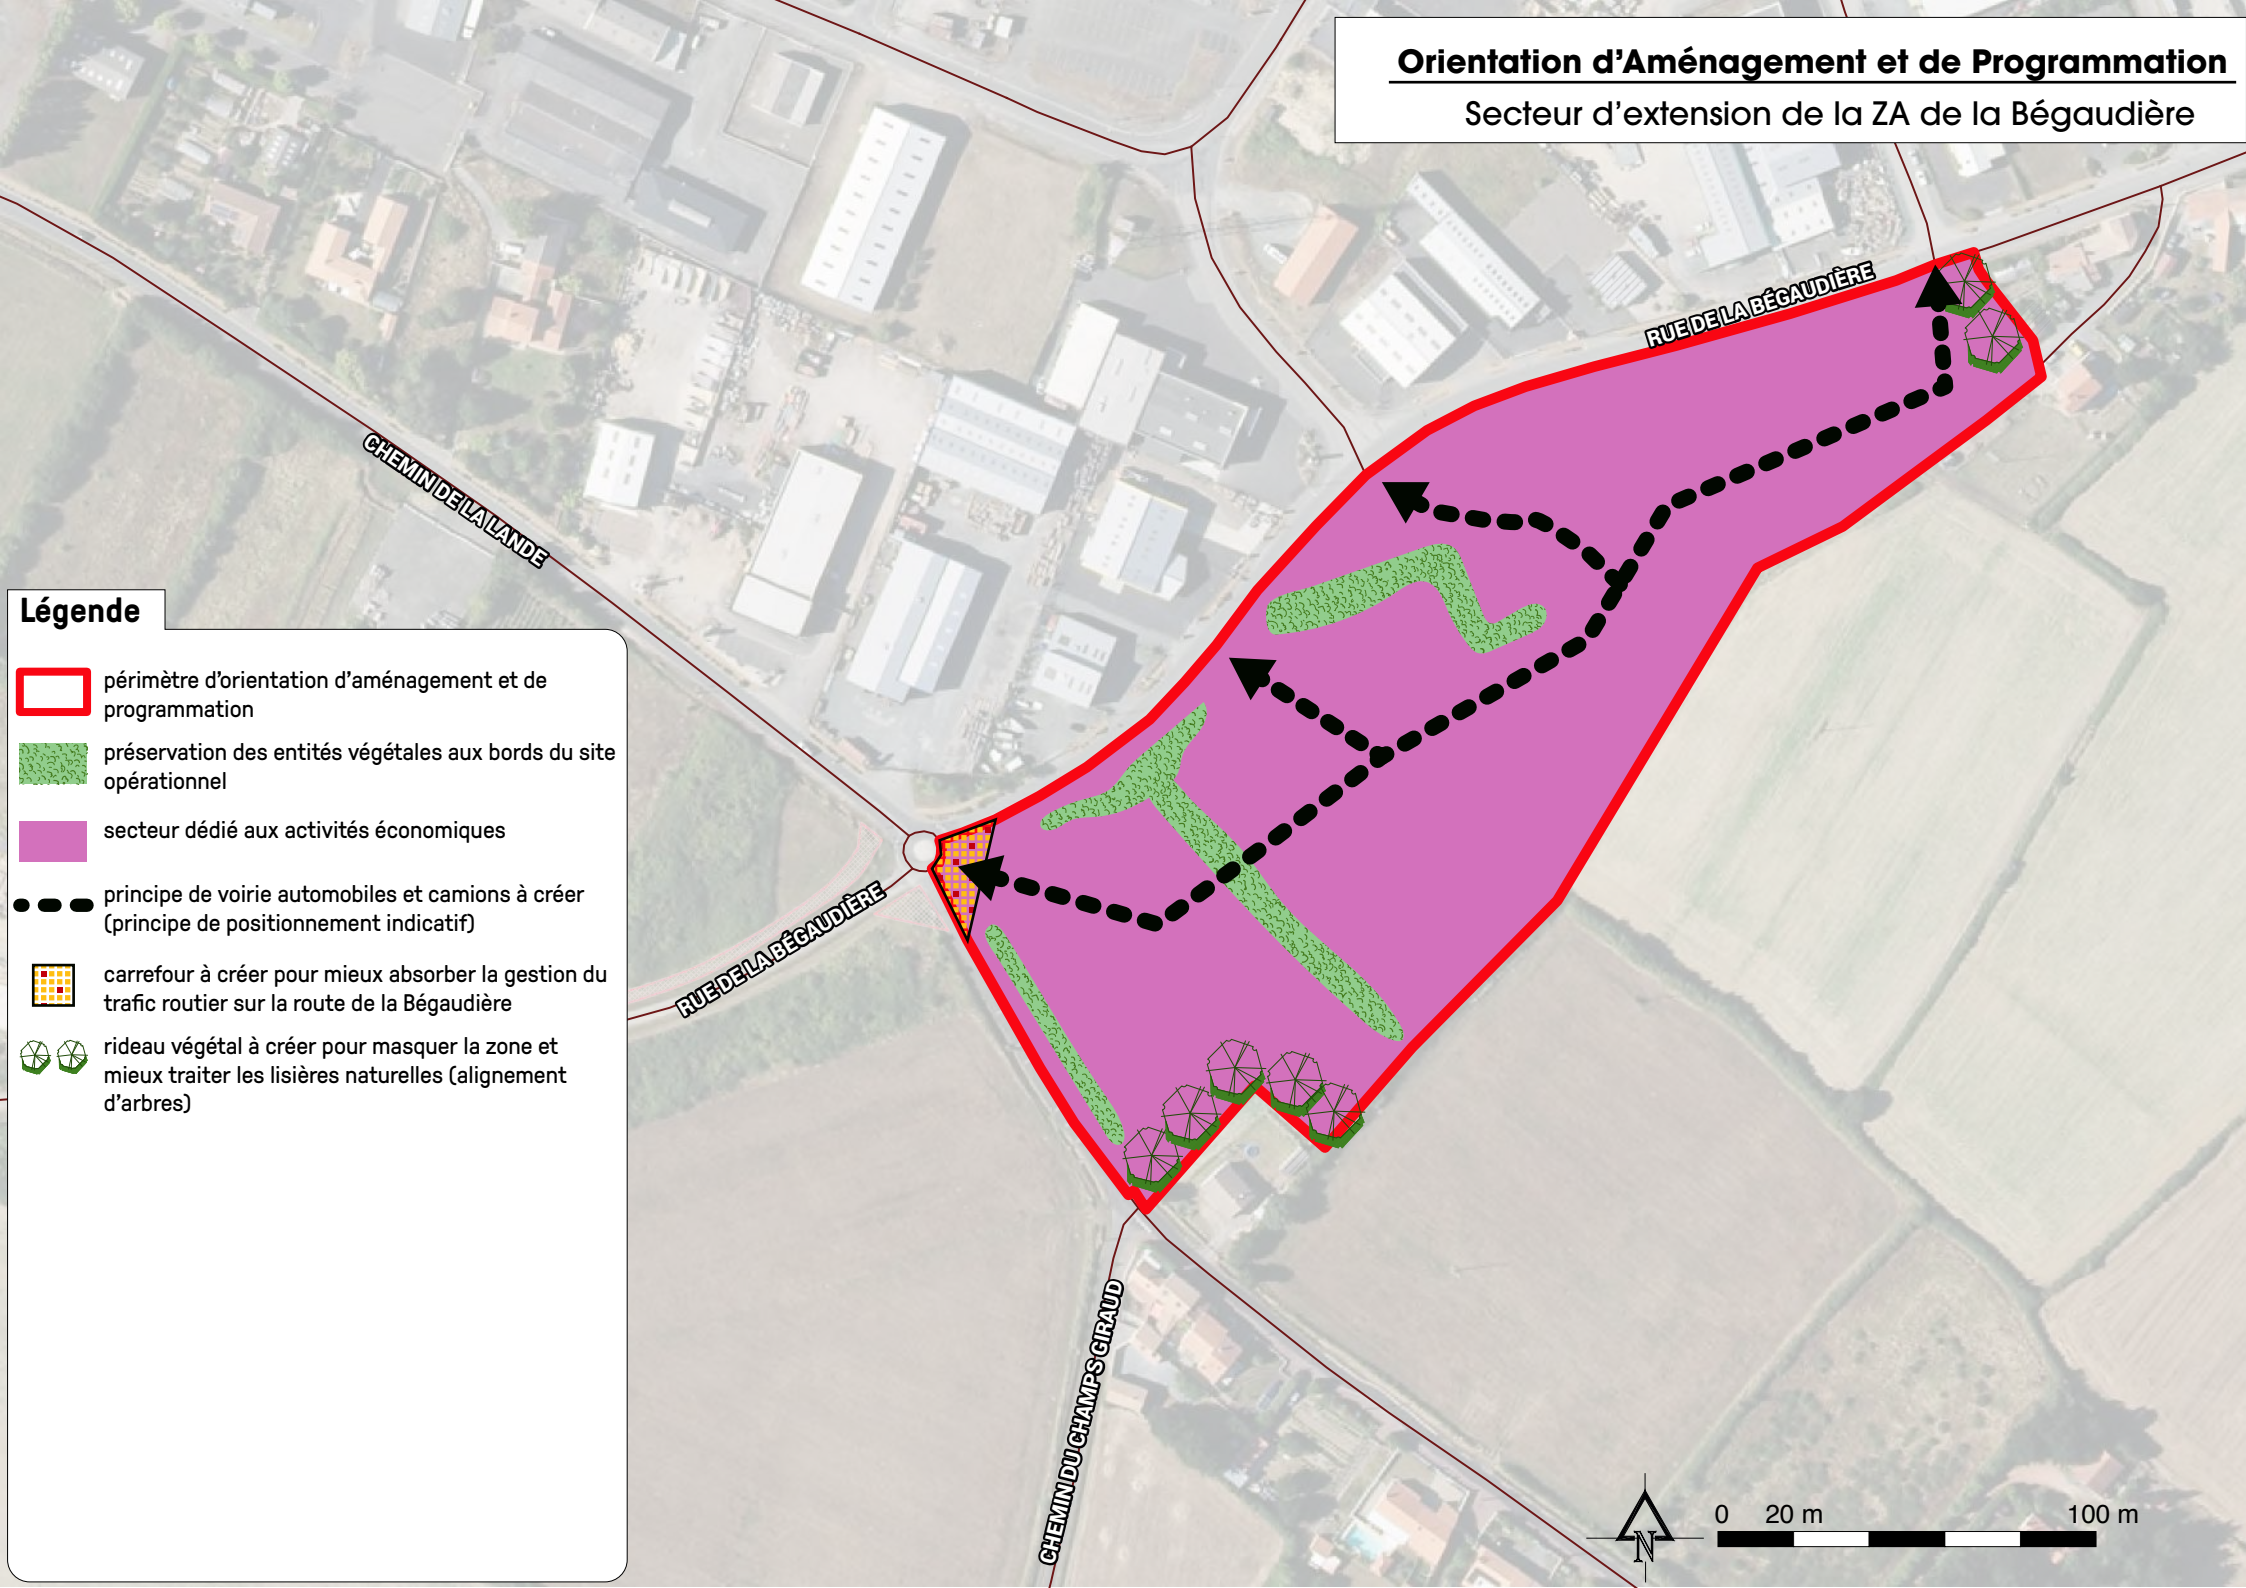 Orientation d'Aménagement et de Programmation
Secteur d'extension de la ZA de la Bégaudière
RUE DE LA BÉGAUDIÈRE
CHEMIN DE LA LANDE
RUE DE LA BÉGAUDIÈRE
CHEMIN DU CHAMPS GIRAUD
Légende
périmètre d'orientation d'aménagement et de
programmation
préservation des entités végétales aux bords du site
opérationnel
secteur dédié aux activités économiques
principe de voirie automobiles et camions à créer
(principe de positionnement indicatif)
carrefour à créer pour mieux absorber la gestion du
trafic routier sur la route de la Bégaudière
rideau végétal à créer pour masquer la zone et
mieux traiter les lisières naturelles (alignement
d'arbres)
N
0 20 m 100 m